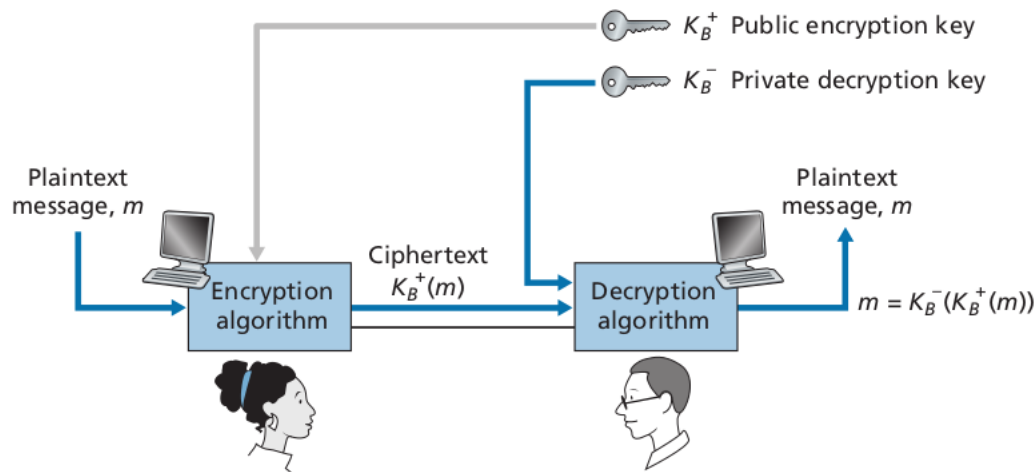 K_B^+ Public encryption key
K_B^- Private decryption key
Plaintext
message, m
Plaintext
message, m
Ciphertext
K_B^+(m)
Encryption
algorithm
Decryption
algorithm
m = K_B^-(K_B^+(m))